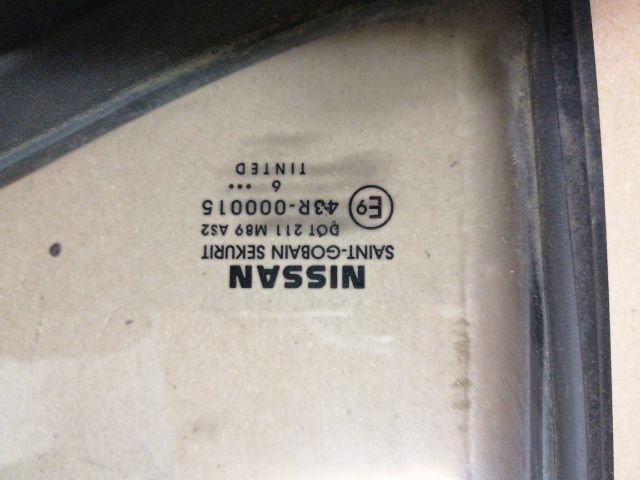 NISSAN
SAINT-GOBAIN SEKURIT
DOT 211 M89 AS2
E9 43R-000015
6 •••
TINTED